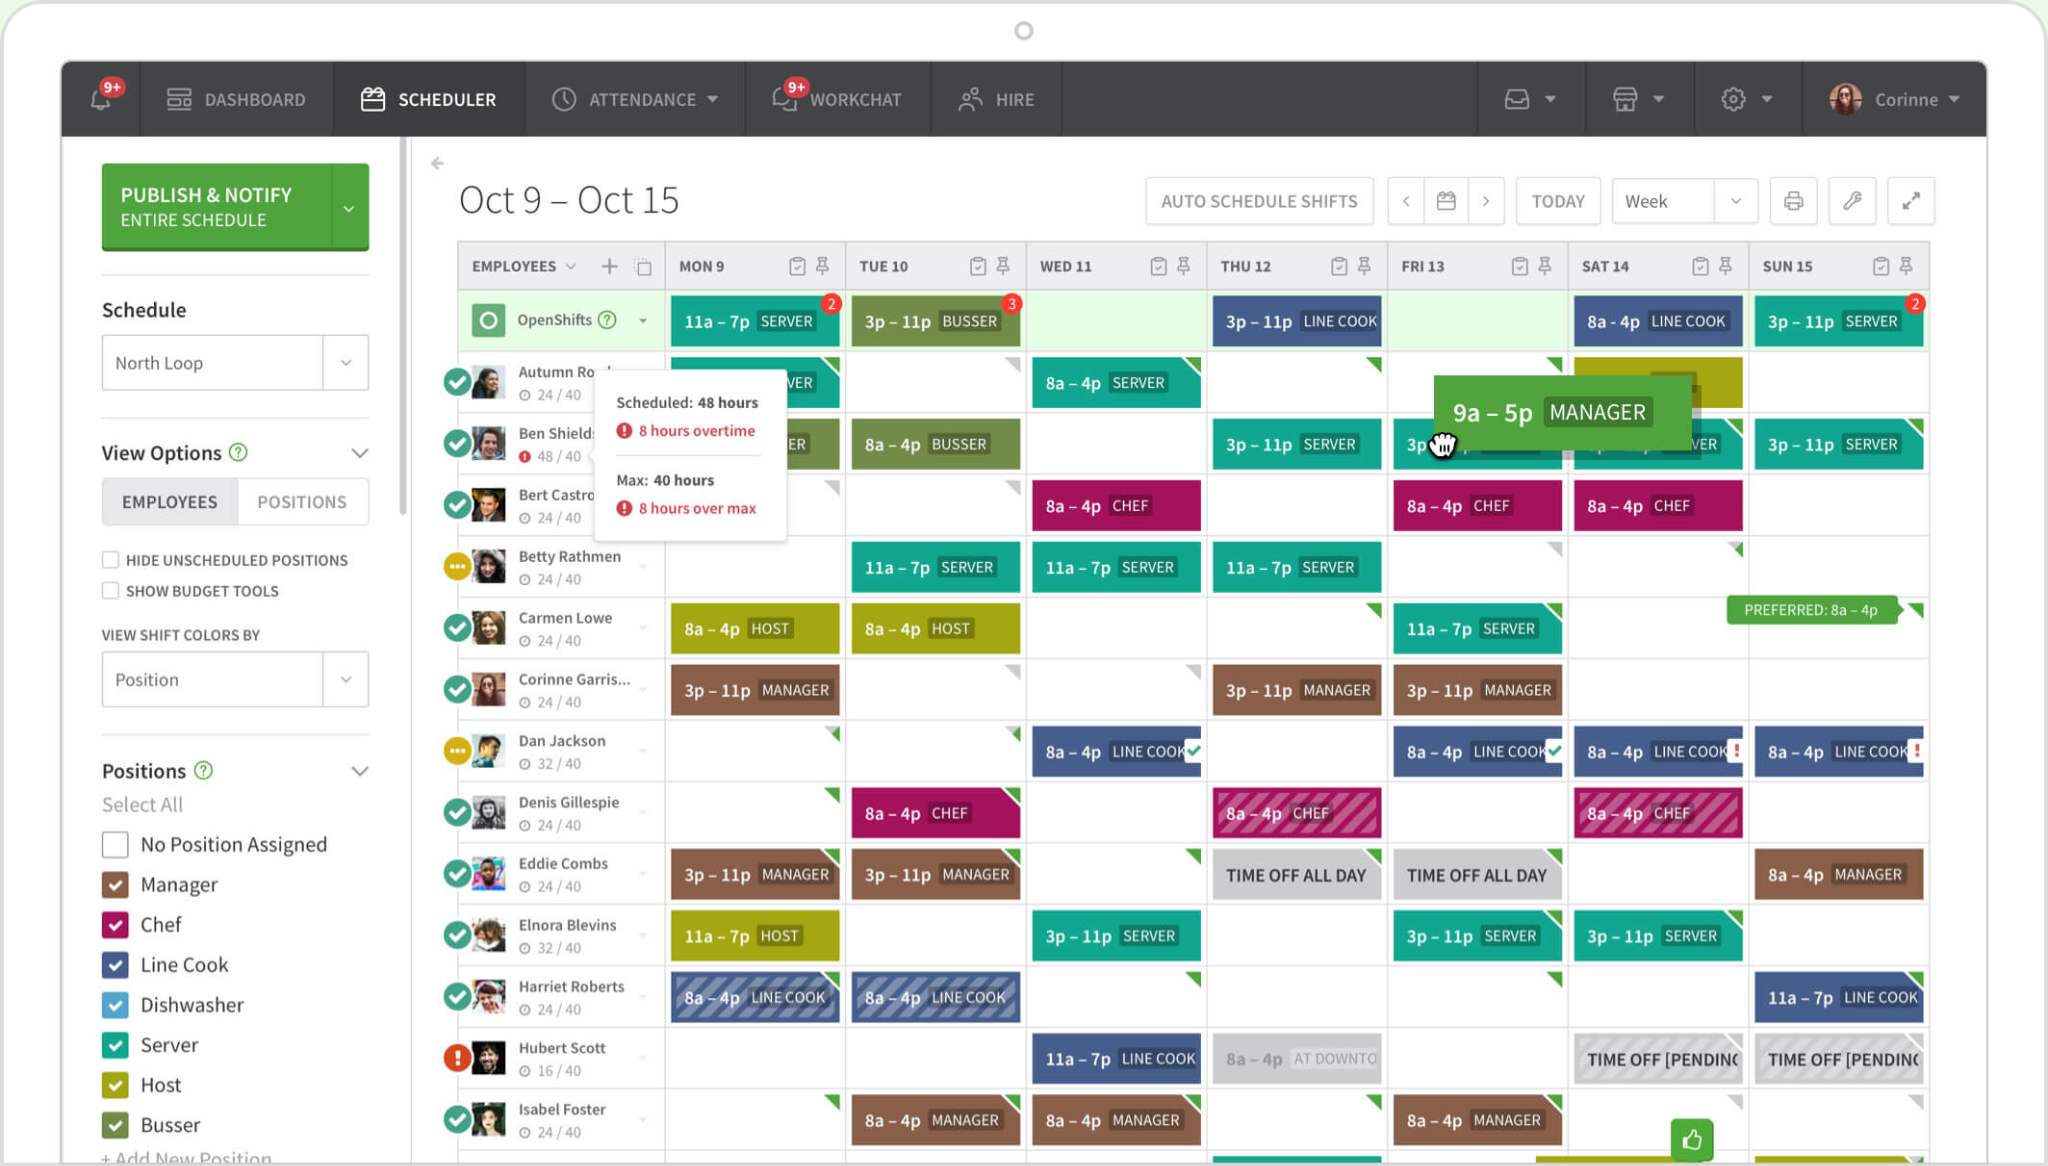 9+
DASHBOARD
SCHEDULER
ATTENDANCE
9+
WORKCHAT
HIRE
Corinne
PUBLISH & NOTIFY
ENTIRE SCHEDULE
Schedule
North Loop
View Options ?
EMPLOYEES POSITIONS
HIDE UNSCHEDULED POSITIONS
SHOW BUDGET TOOLS
VIEW SHIFT COLORS BY
Position
Positions ?
Select All
No Position Assigned
Manager
Chef
Line Cook
Dishwasher
Server
Host
Busser
+ Add New Position
Oct 9 – Oct 15
AUTO SCHEDULE SHIFTS
TODAY
Week
EMPLOYEES MON 9 TUE 10 WED 11 THU 12 FRI 13 SAT 14 SUN 15
OpenShifts ? 11a – 7p SERVER 2 3p – 11p BUSSER 3 3p – 11p LINE COOK 8a - 4p LINE COOK 3p – 11p SERVER 2
Autumn Ro VER 8a – 4p SERVER
24 / 40
9a – 5p MANAGER
Ben Shields ER 8a – 4p BUSSER 3p – 11p SERVER 3p VER 3p – 11p SERVER
48 / 40
Scheduled: 48 hours
8 hours overtime
Max: 40 hours
8 hours over max
Bert Castro 8a – 4p CHEF 8a – 4p CHEF 8a – 4p CHEF
24 / 40
Betty Rathmen 11a – 7p SERVER 11a – 7p SERVER 11a – 7p SERVER
24 / 40
Carmen Lowe 8a – 4p HOST 8a – 4p HOST 11a – 7p SERVER PREFERRED: 8a – 4p
24 / 40
Corinne Garris... 3p – 11p MANAGER 3p – 11p MANAGER 3p – 11p MANAGER
24 / 40
Dan Jackson 8a – 4p LINE COOK 8a – 4p LINE COOK 8a – 4p LINE COOK ! 8a – 4p LINE COOK !
32 / 40
Denis Gillespie 8a – 4p CHEF 8a – 4p CHEF 8a – 4p CHEF
24 / 40
Eddie Combs 3p – 11p MANAGER 3p – 11p MANAGER TIME OFF ALL DAY TIME OFF ALL DAY 8a – 4p MANAGER
24 / 40
Elnora Blevins 11a – 7p HOST 3p – 11p SERVER 3p – 11p SERVER 3p – 11p SERVER
32 / 40
Harriet Roberts 8a – 4p LINE COOK 8a – 4p LINE COOK 11a – 7p LINE COOK
24 / 40
Hubert Scott 11a – 7p LINE COOK 8a – 4p AT DOWNTO TIME OFF [PENDING TIME OFF [PENDING
16 / 40
Isabel Foster 8a – 4p MANAGER 8a – 4p MANAGER 8a – 4p MANAGER
24 / 40